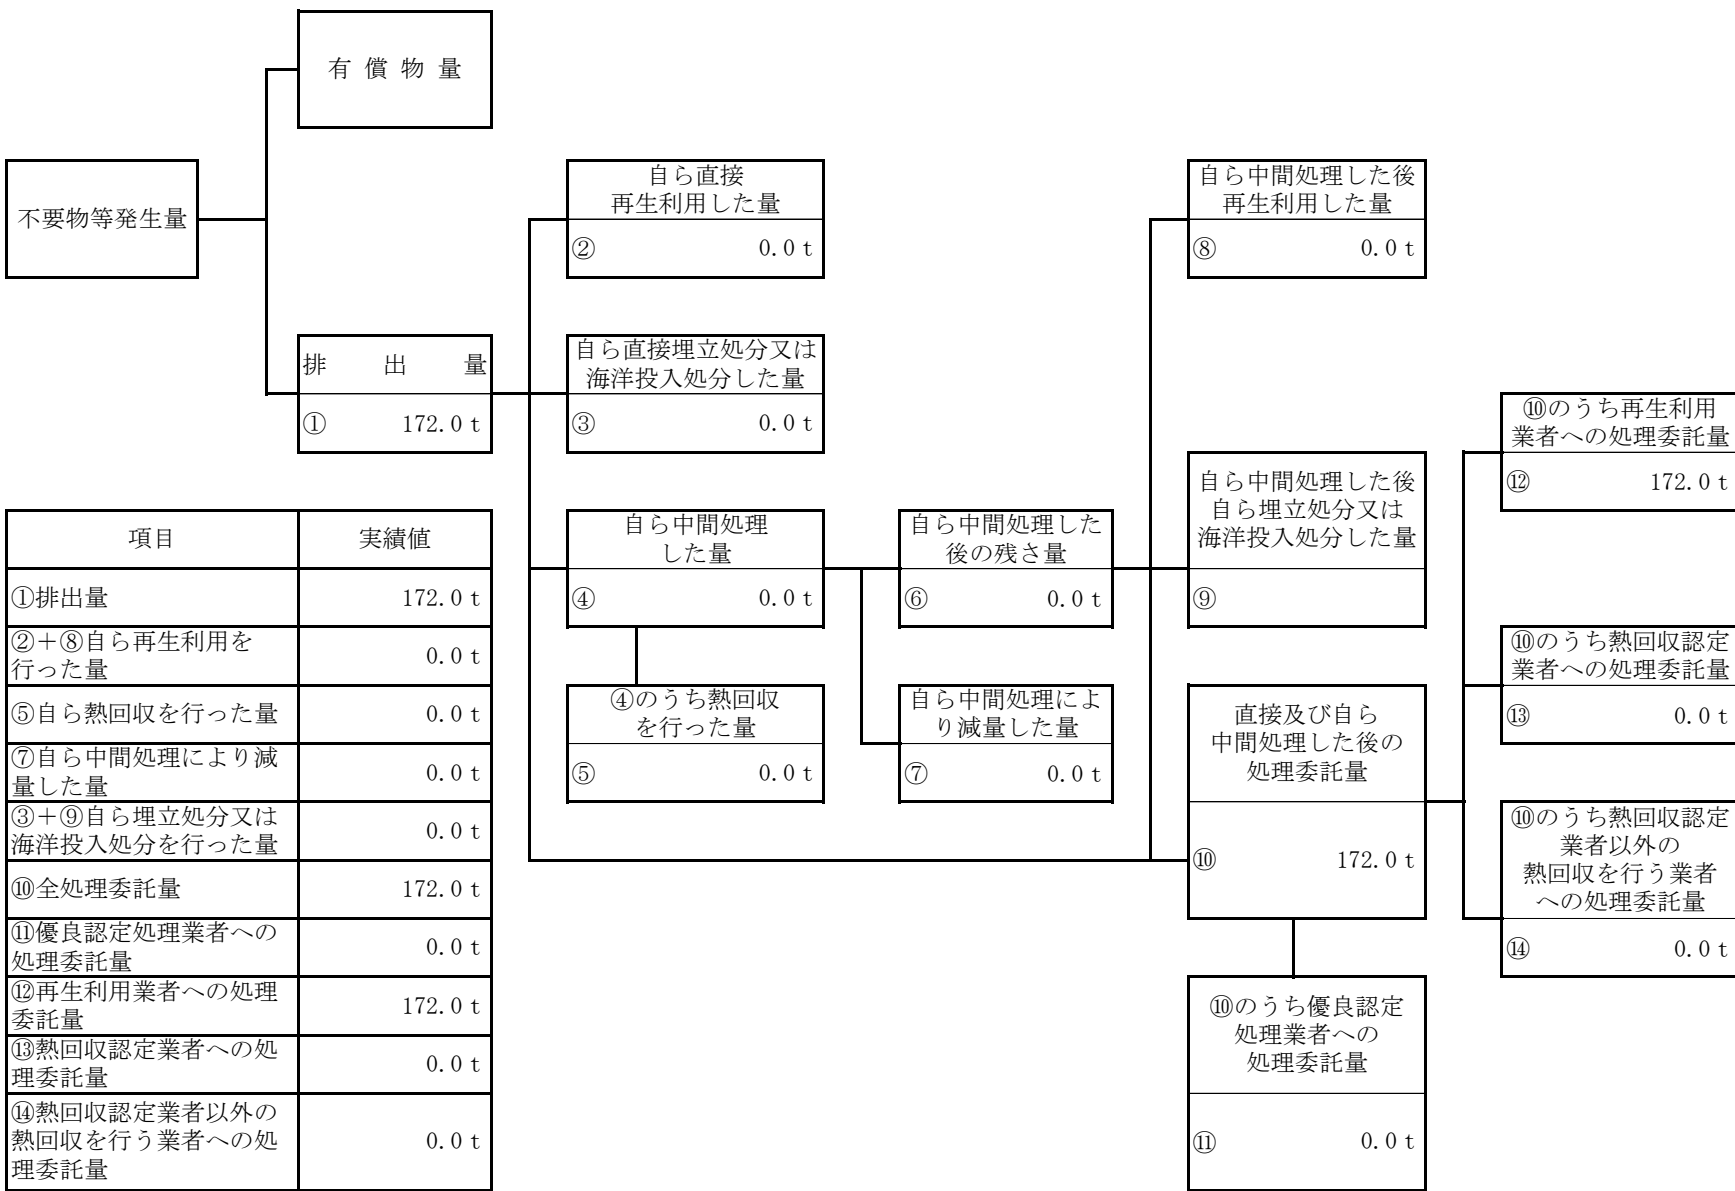 有償物量
不要物等発生量
自ら直接
再生利用した量
② 0.0 t
自ら中間処理した後
再生利用した量
⑧ 0.0 t
排出量
① 172.0 t
自ら直接埋立処分又は
海洋投入処分した量
③ 0.0 t
⑩のうち再生利用
業者への処理委託量
⑫ 172.0 t
自ら中間処理
した量
④ 0.0 t
自ら中間処理した
後の残さ量
⑥ 0.0 t
自ら中間処理した後
自ら埋立処分又は
海洋投入処分した量
⑨
④のうち熱回収
を行った量
⑤ 0.0 t
自ら中間処理によ
り減量した量
⑦ 0.0 t
直接及び自ら
中間処理した後の
処理委託量
⑩ 172.0 t
⑩のうち熱回収認定
業者への処理委託量
⑬ 0.0 t
⑩のうち熱回収認定
業者以外の
熱回収を行う業者
への処理委託量
⑭ 0.0 t
⑩のうち優良認定
処理業者への
処理委託量
⑪ 0.0 t
項目 実績値
①排出量 172.0 t
②＋⑧自ら再生利用を
行った量 0.0 t
⑤自ら熱回収を行った量 0.0 t
⑦自ら中間処理により減
量した量 0.0 t
③＋⑨自ら埋立処分又は
海洋投入処分を行った量 0.0 t
⑩全処理委託量 172.0 t
⑪優良認定処理業者への
処理委託量 0.0 t
⑫再生利用業者への処理
委託量 172.0 t
⑬熱回収認定業者への処
理委託量 0.0 t
⑭熱回収認定業者以外の
熱回収を行う業者への処
理委託量 0.0 t